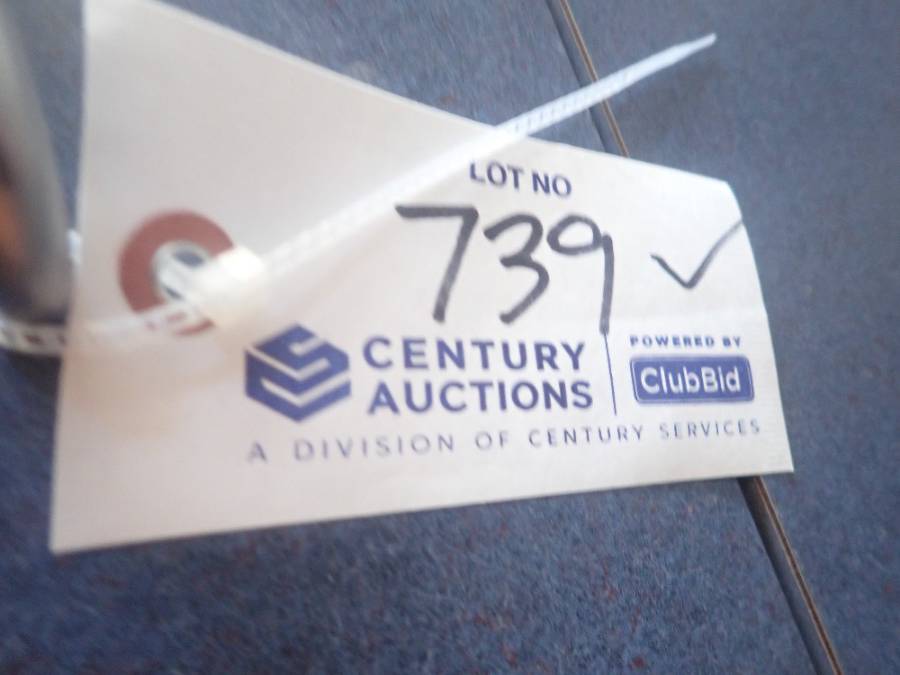 LOT NO
739 ✓
CENTURY
AUCTIONS
POWERED BY
ClubBid
A DIVISION OF CENTURY SERVICES